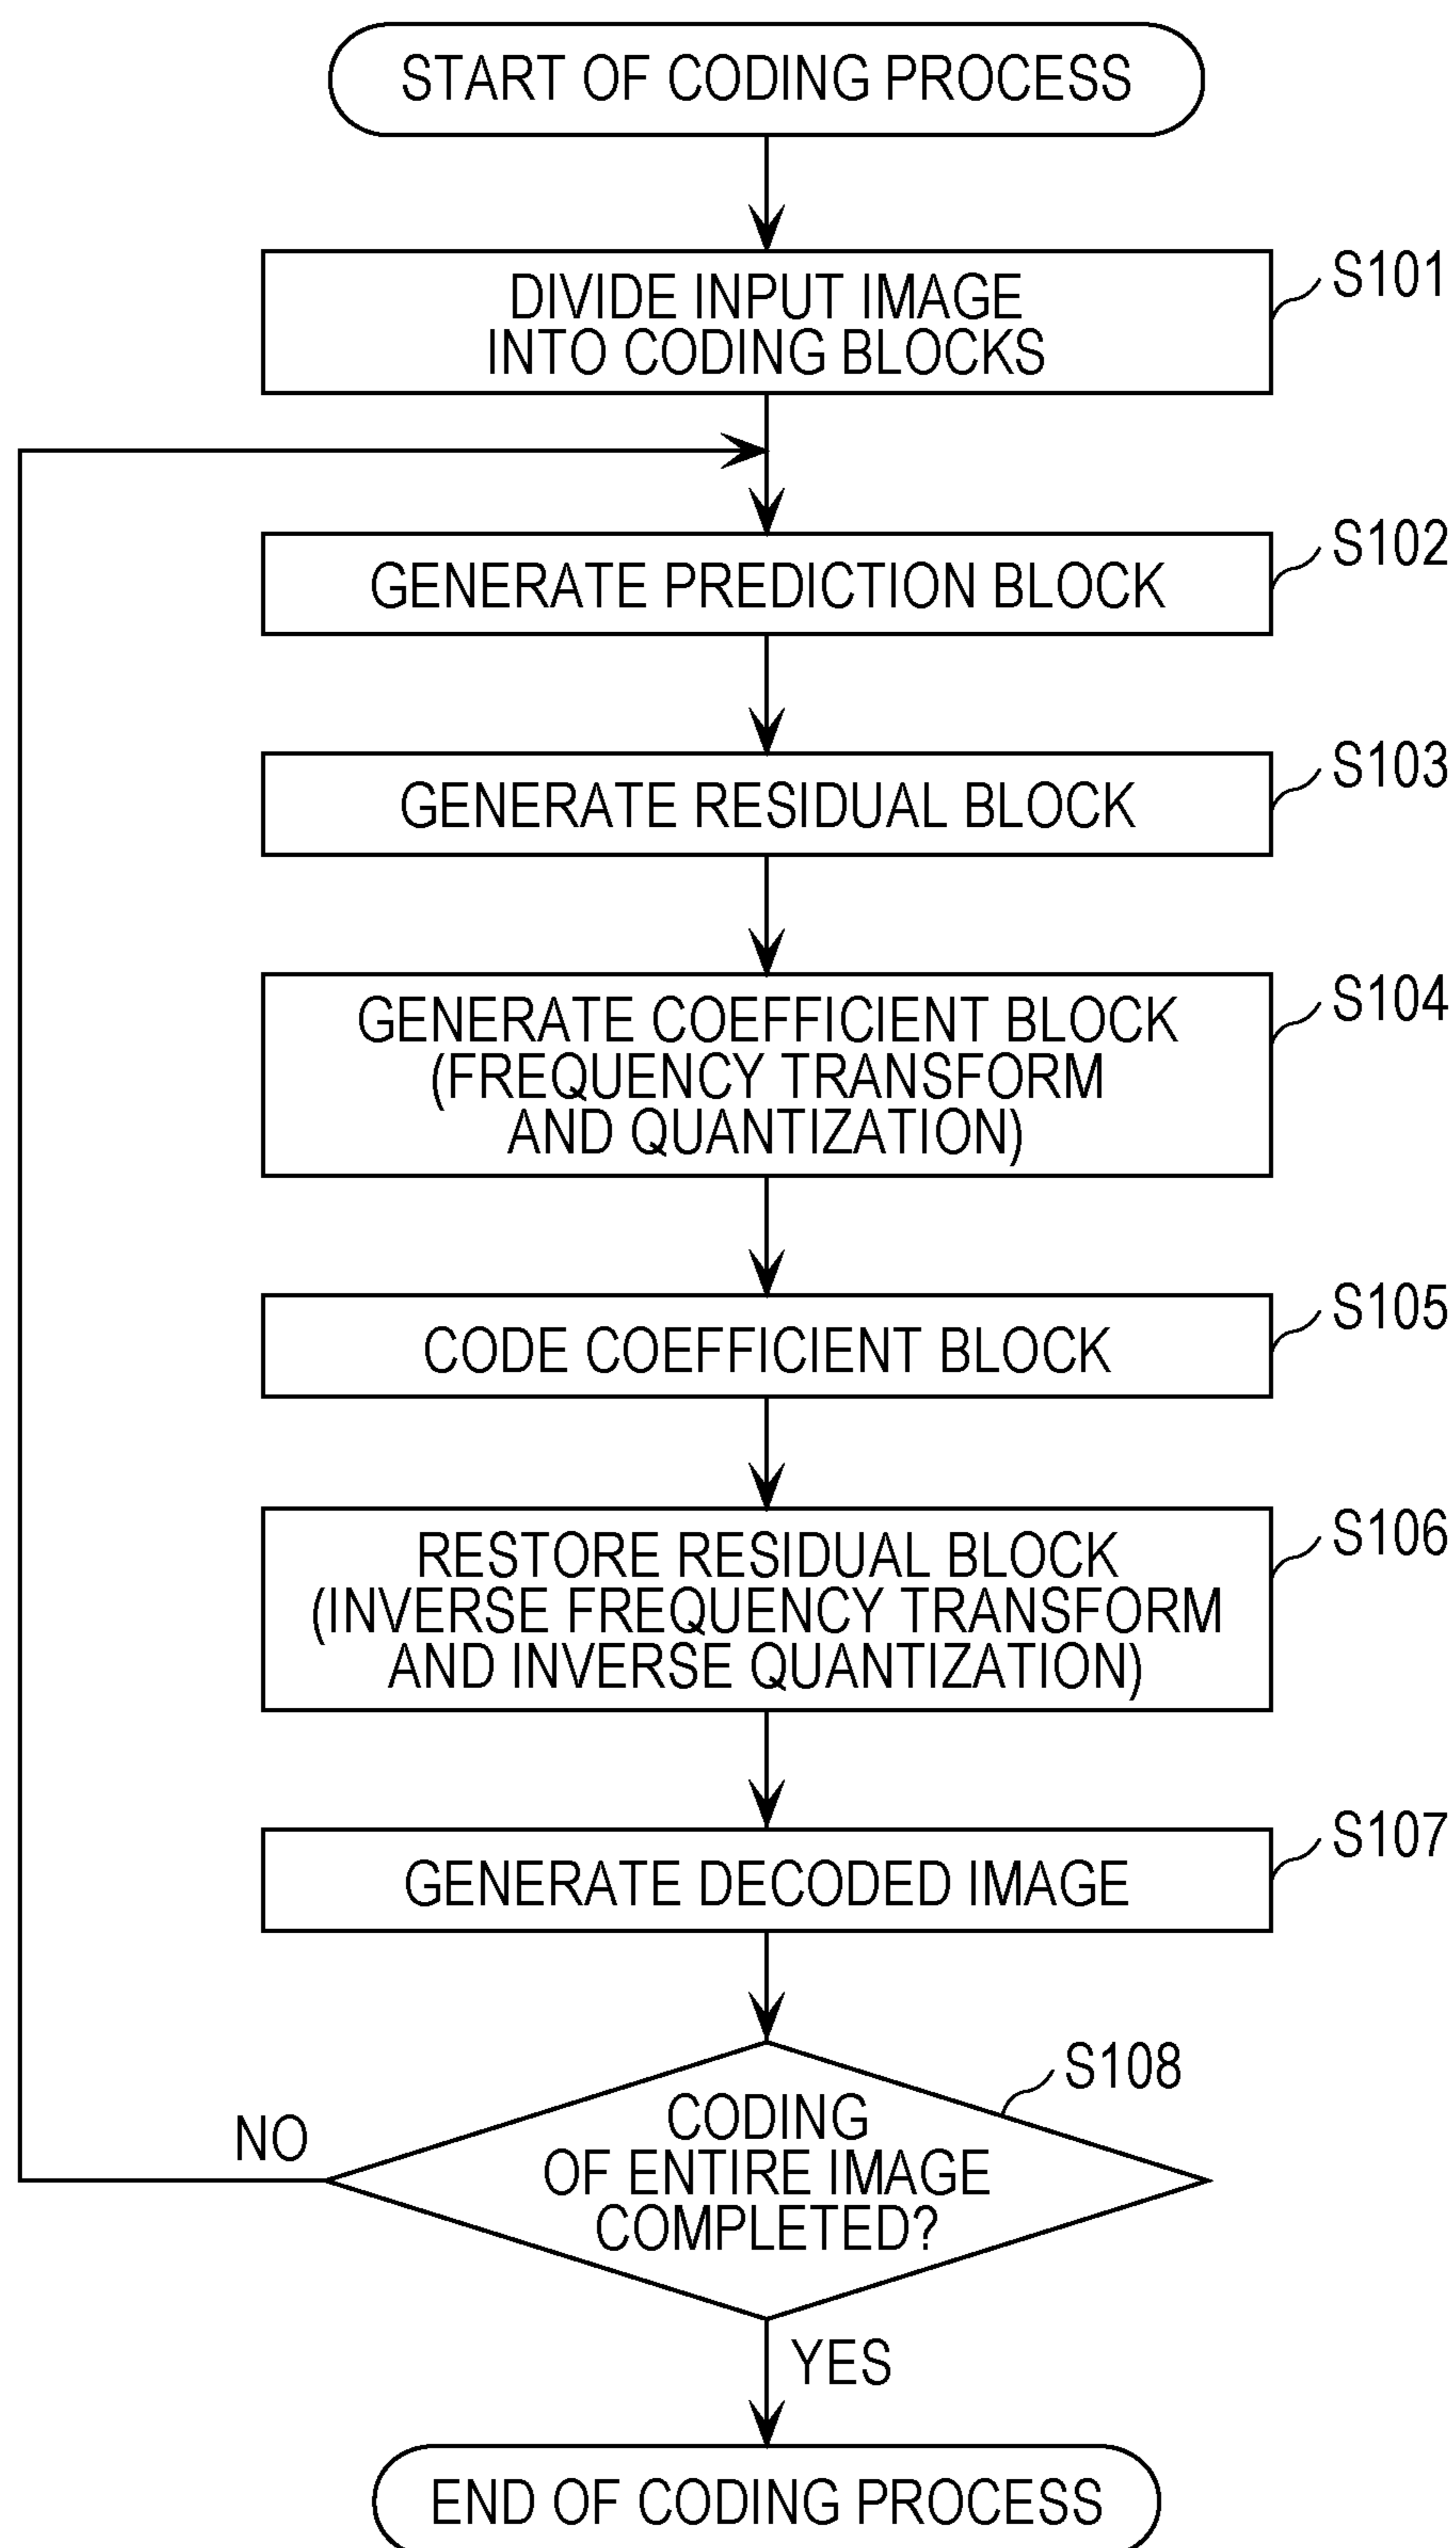 START OF CODING PROCESS
DIVIDE INPUT IMAGE
INTO CODING BLOCKS
S101
GENERATE PREDICTION BLOCK
S102
GENERATE RESIDUAL BLOCK
S103
GENERATE COEFFICIENT BLOCK
(FREQUENCY TRANSFORM
AND QUANTIZATION)
S104
CODE COEFFICIENT BLOCK
S105
RESTORE RESIDUAL BLOCK
(INVERSE FREQUENCY TRANSFORM
AND INVERSE QUANTIZATION)
S106
GENERATE DECODED IMAGE
S107
CODING
OF ENTIRE IMAGE
COMPLETED?
S108
NO
YES
END OF CODING PROCESS